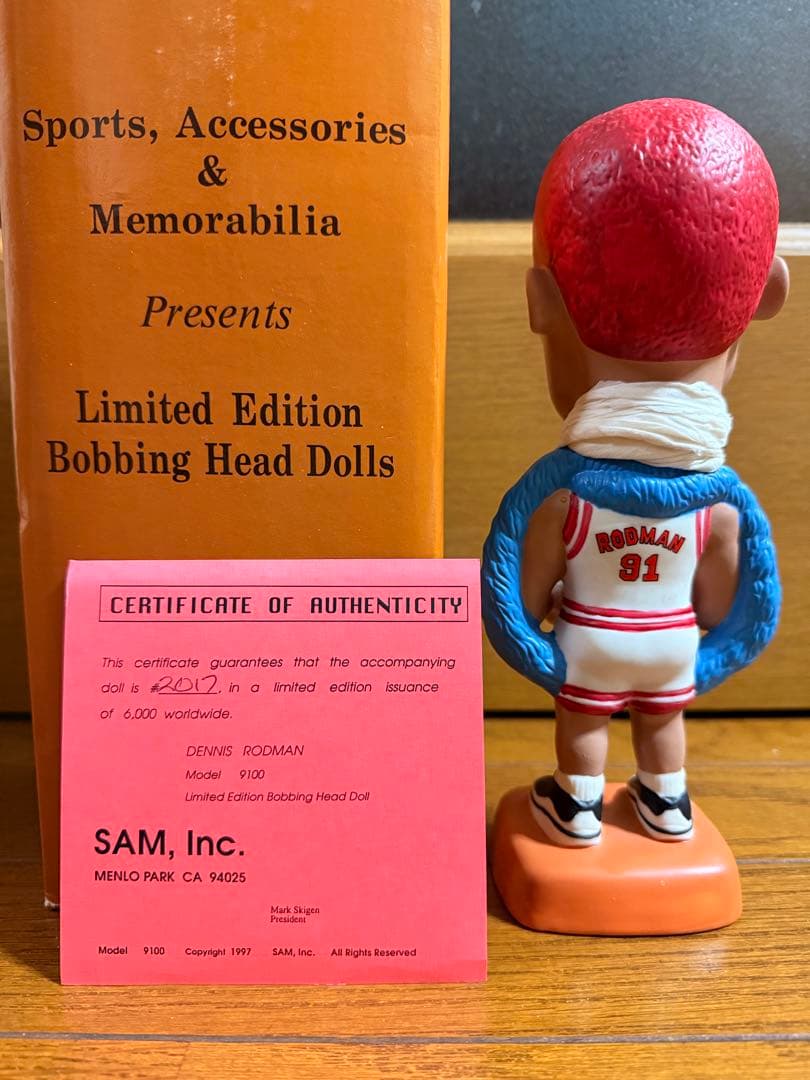 Sports, Accessories
&
Memorabilia
Presents
Limited Edition
Bobbing Head Dolls
RODMAN
91
CERTIFICATE OF AUTHENTICITY
This certificate guarantees that the accompanying
doll is #2017, in a limited edition issuance
of 6,000 worldwide.
DENNIS RODMAN
Model 9100
Limited Edition Bobbing Head Doll
SAM, Inc.
MENLO PARK CA 94025
Mark Skigen
President
Model 9100 Copyright 1997 SAM, Inc. All Rights Reserved